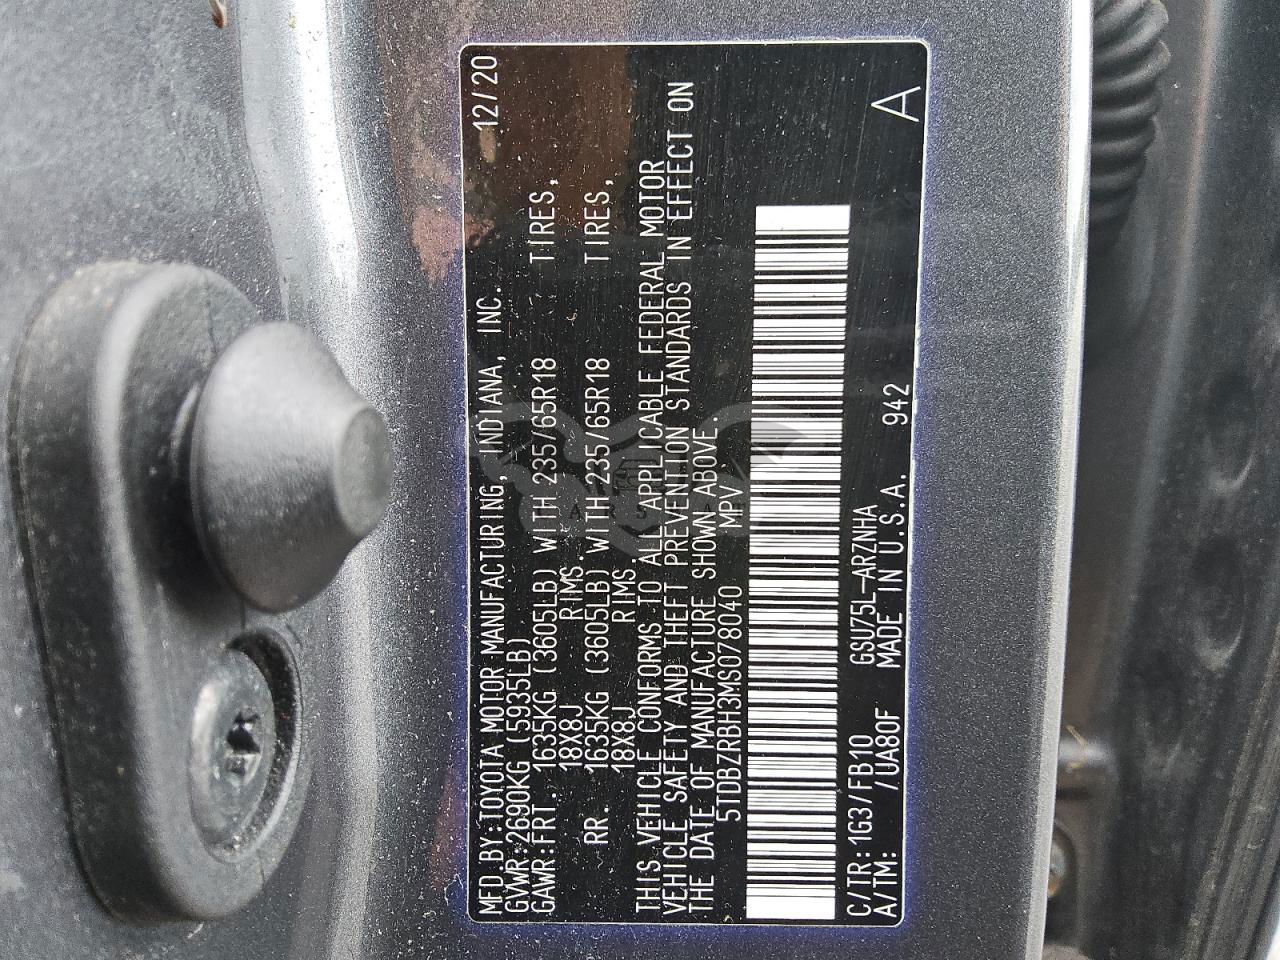 MFD.BY:TOYOTA MOTOR MANUFACTURING, INDIANA, INC. 12/20
GVWR:2690KG (5935LB)
GAWR:FRT. 1635KG (3605LB) WITH 235/65R18 TIRES,
18X8J RIMS,
RR. 1635KG (3605LB) WITH 235/65R18 TIRES,
18X8J RIMS,
THIS VEHICLE CONFORMS TO ALL APPLICABLE FEDERAL MOTOR
VEHICLE SAFETY AND THEFT PREVENTION STANDARDS IN EFFECT ON
THE DATE OF MANUFACTURE SHOWN ABOVE
5TDBZRBH3MS078040 MPV
C/TR:1G3/FB10 GSU75L-ARZNHA
A/TM: /UA80F MADE IN U.S.A. 942 A